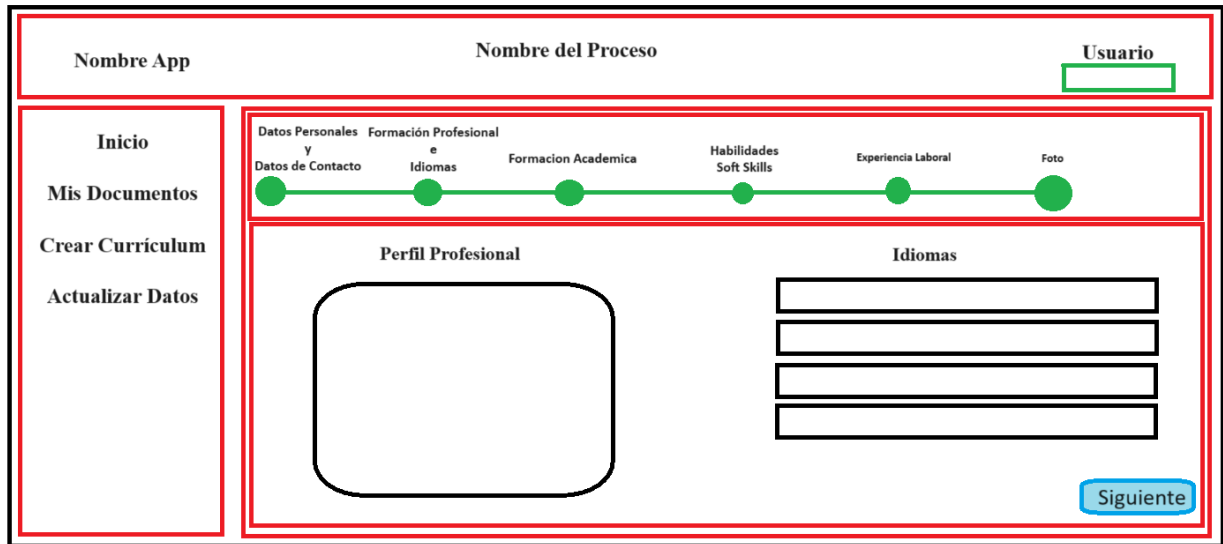 Nombre App
Nombre del Proceso
Usuario
Inicio
Mis Documentos
Crear Currículum
Actualizar Datos
Datos Personales
y
Datos de Contacto
Formación Profesional
e
Idiomas
Formacion Academica
Habilidades
Soft Skills
Experiencia Laboral
Foto
Perfil Profesional
Idiomas
Siguiente